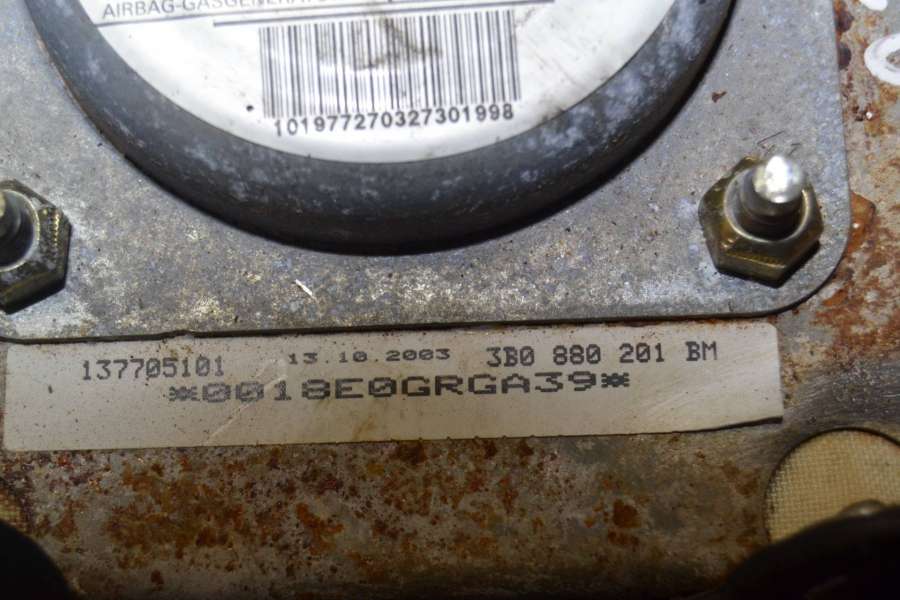 AIRBAG-GASGENERATOR
101977270327301998
137705101 13.10.2003 3B0 880 201 BM
*0018E0GRGA39*